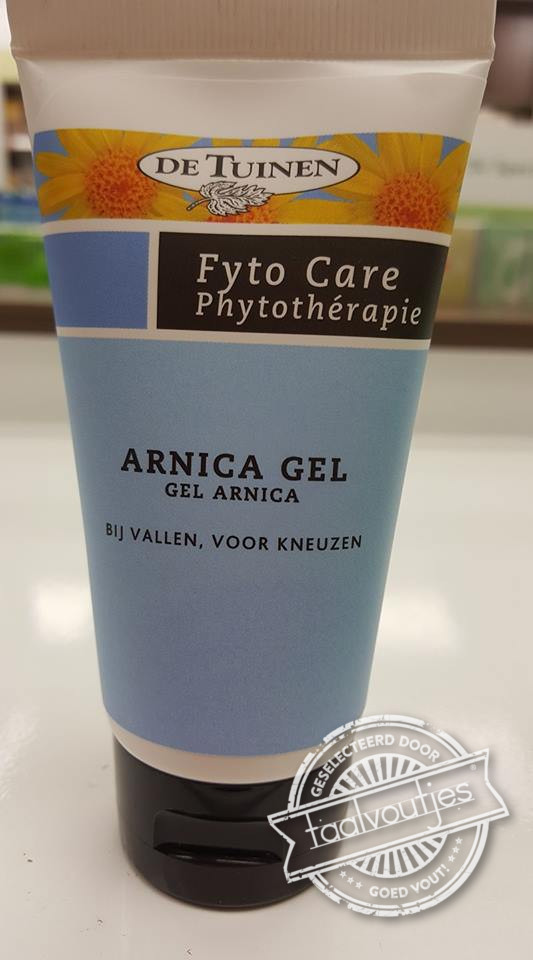 DE TUINEN
Fyto Care
Phytothérapie
ARNICA GEL
GEL ARNICA
BIJ VALLEN, VOOR KNEUZEN
GESELECTEERD DOOR
taalvoutjes
GOED VOUT!